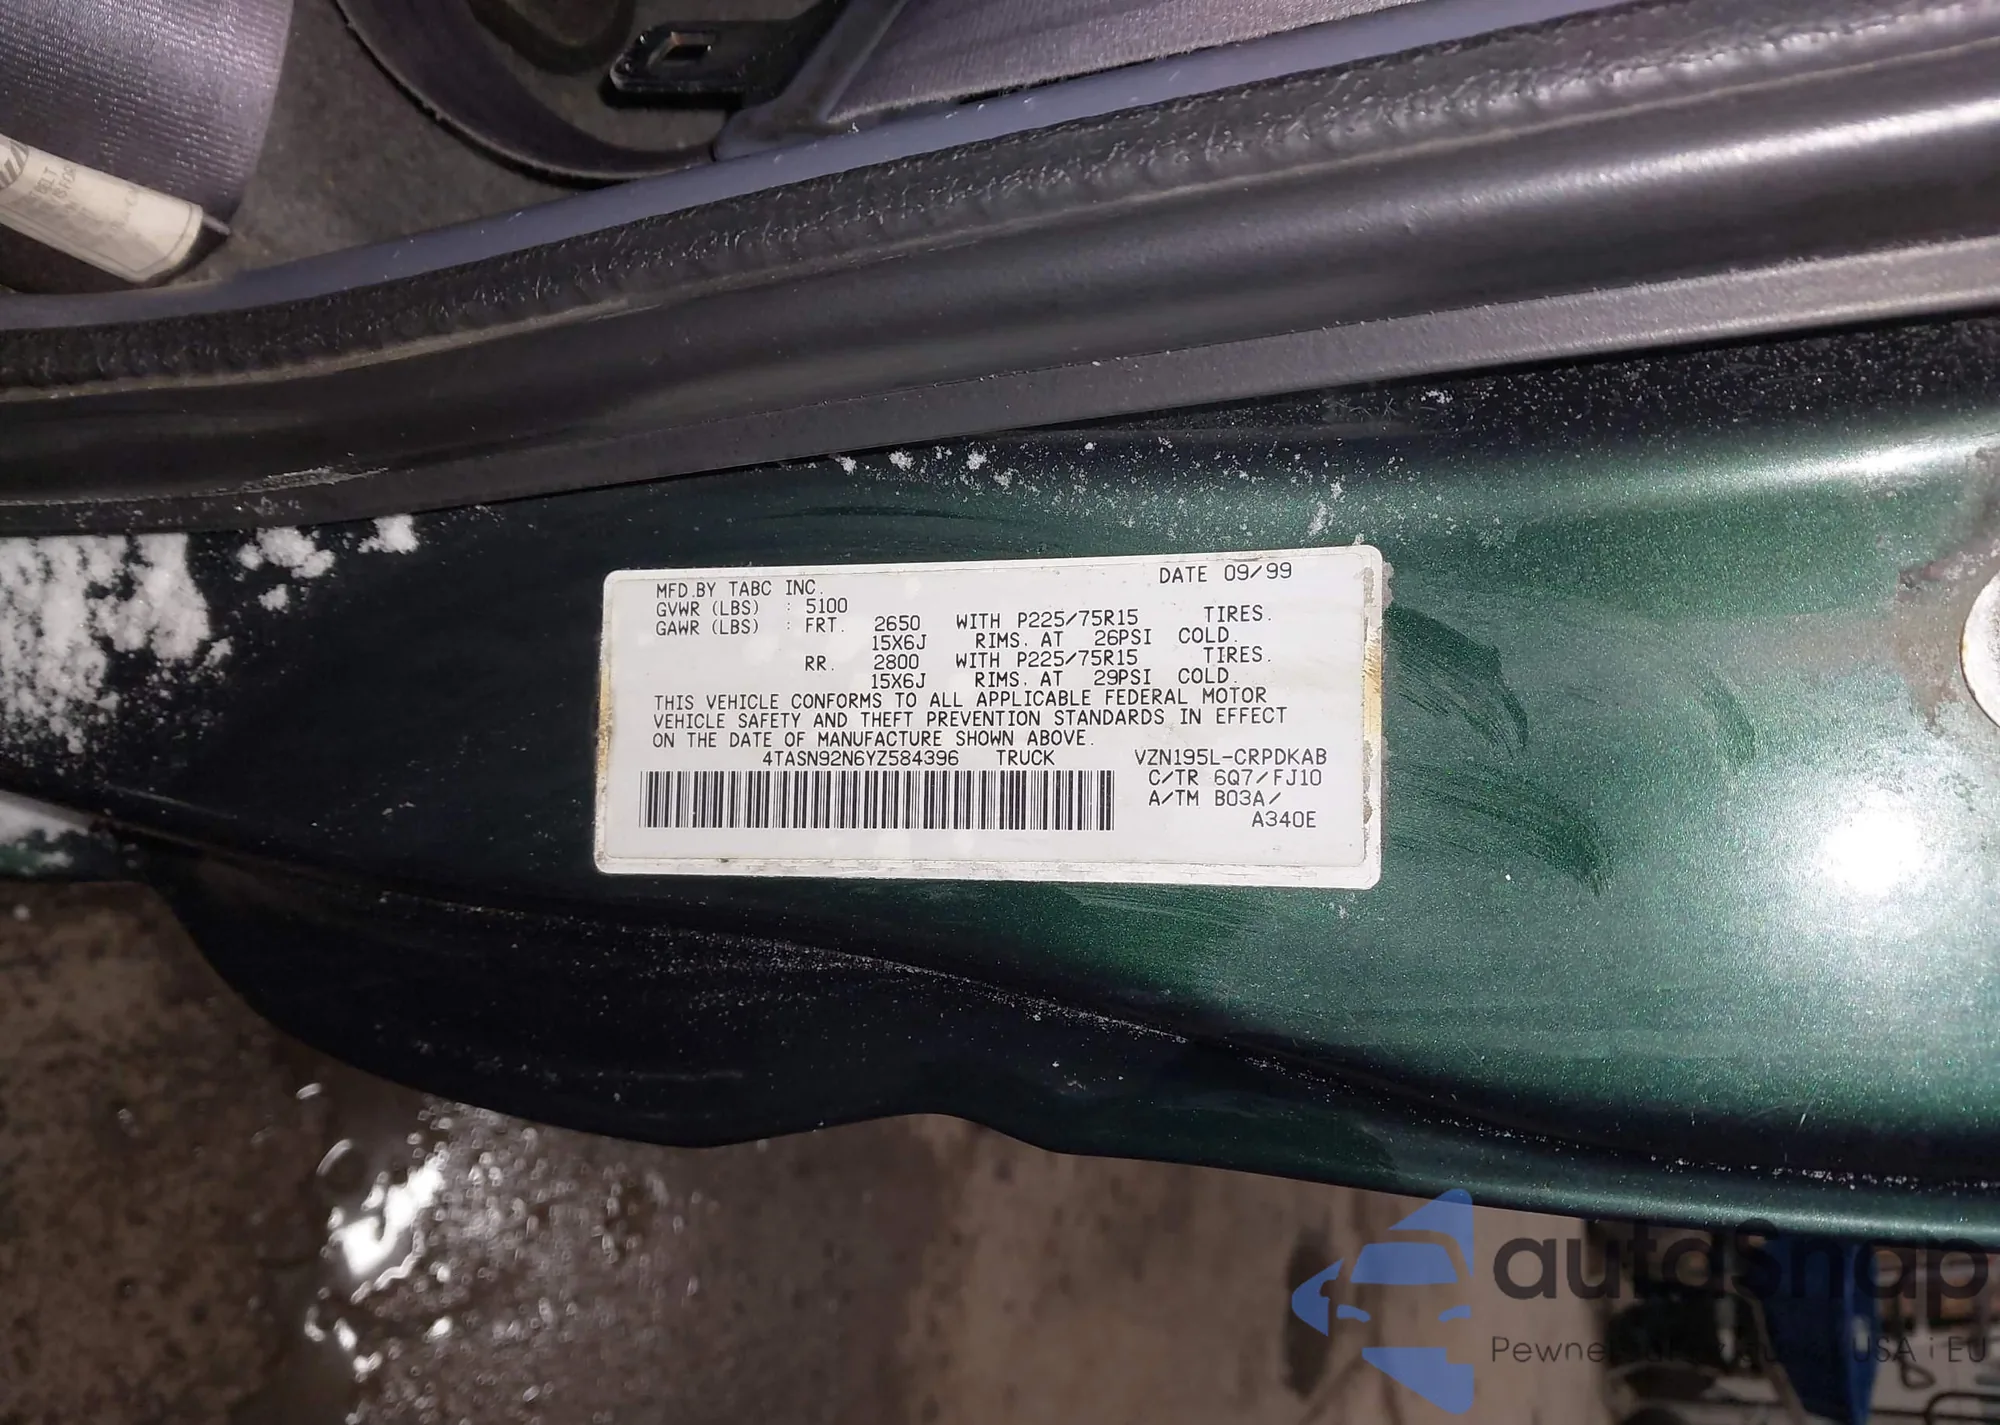 MFD.BY TABC INC. DATE 09/99
GVWR (LBS) : 5100
GAWR (LBS) : FRT. 2650 WITH P225/75R15 TIRES.
15X6J RIMS. AT 26PSI COLD.
RR. 2800 WITH P225/75R15 TIRES.
15X6J RIMS. AT 29PSI COLD.
THIS VEHICLE CONFORMS TO ALL APPLICABLE FEDERAL MOTOR
VEHICLE SAFETY AND THEFT PREVENTION STANDARDS IN EFFECT
ON THE DATE OF MANUFACTURE SHOWN ABOVE.
4TASN92N6YZ584396 TRUCK VZN195L-CRPDKAB
C/TR 6Q7/FJ10
A/TM B03A/
A340E
autosnap
USA i EU